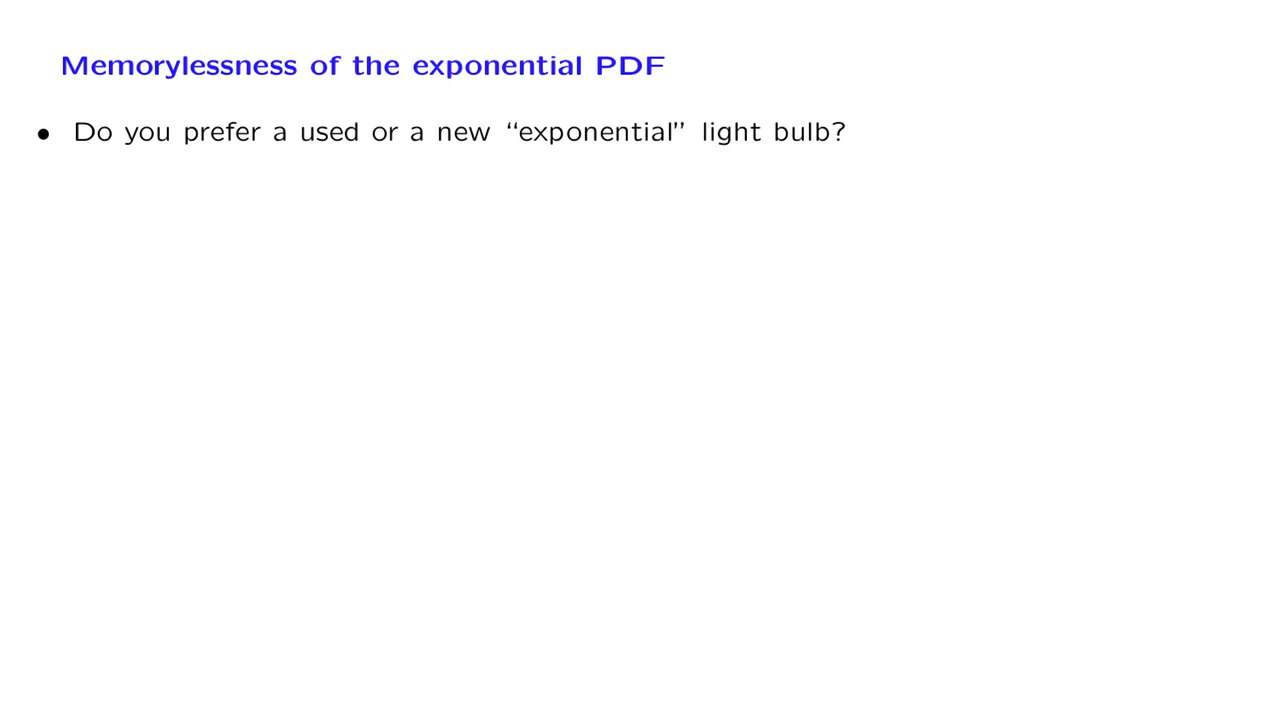 Memorylessness of the exponential PDF
• Do you prefer a used or a new “exponential” light bulb?